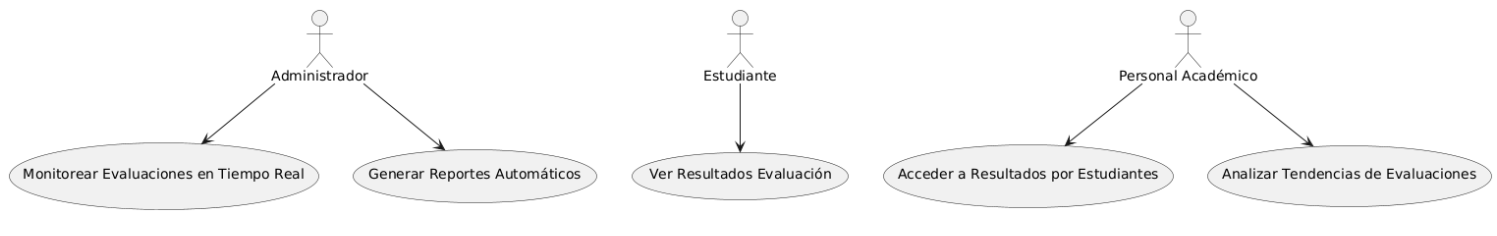 Administrador
Estudiante
Personal Académico
Monitorear Evaluaciones en Tiempo Real
Generar Reportes Automáticos
Ver Resultados Evaluación
Acceder a Resultados por Estudiantes
Analizar Tendencias de Evaluaciones